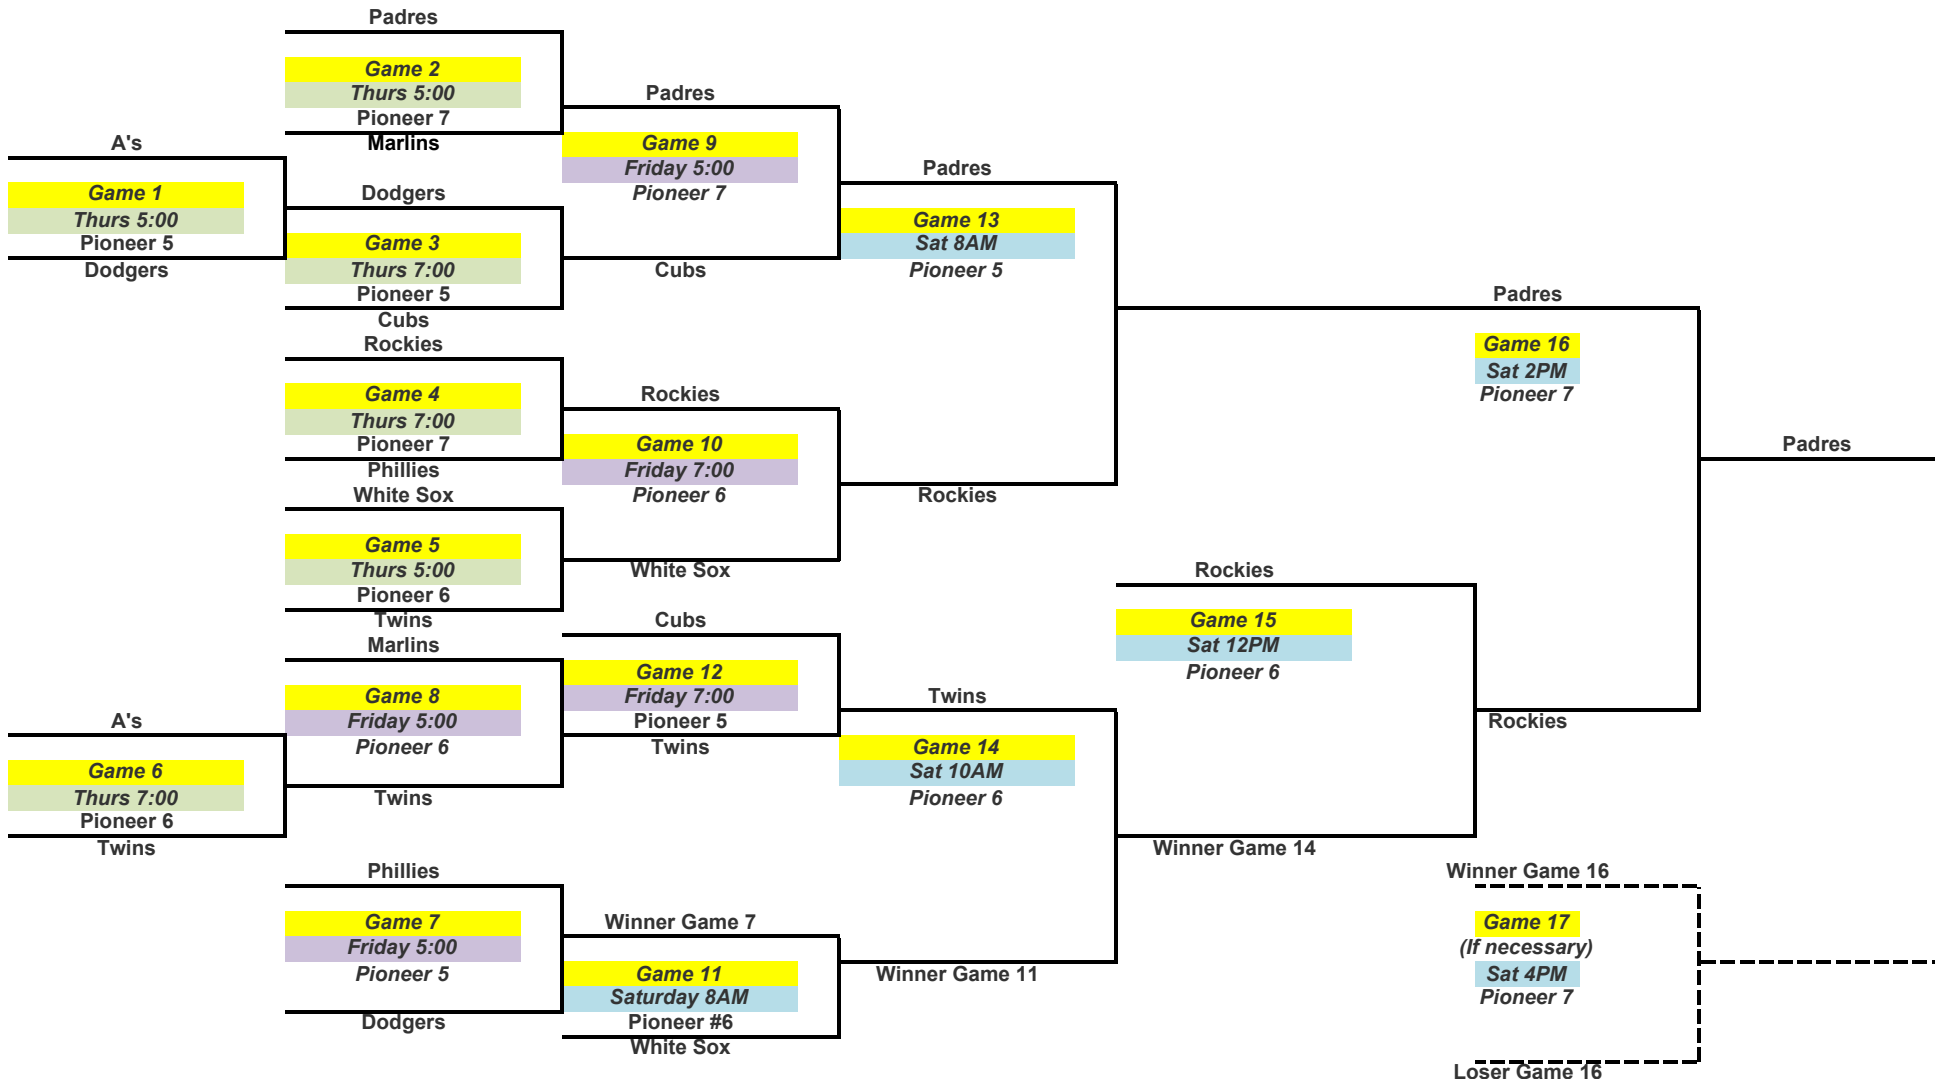 Padres
Game 2
Thurs 5:00
Pioneer 7
Marlins
A's
Game 1
Thurs 5:00
Pioneer 5
Dodgers
Dodgers
Game 3
Thurs 7:00
Pioneer 5
Cubs
Padres
Game 9
Friday 5:00
Pioneer 7
Cubs
Padres
Game 13
Sat 8AM
Pioneer 5
Rockies
Rockies
Game 4
Thurs 7:00
Pioneer 7
Phillies
Rockies
Game 10
Friday 7:00
Pioneer 6
White Sox
White Sox
Game 5
Thurs 5:00
Pioneer 6
Twins
Padres
Game 16
Sat 2PM
Pioneer 7
Rockies
Padres
Rockies
Game 15
Sat 12PM
Pioneer 6
Winner Game 14
Marlins
Game 8
Friday 5:00
Pioneer 6
Twins
A's
Game 6
Thurs 7:00
Pioneer 6
Twins
Cubs
Game 12
Friday 7:00
Pioneer 5
Twins
Twins
Game 14
Sat 10AM
Pioneer 6
Winner Game 11
Phillies
Game 7
Friday 5:00
Pioneer 5
Dodgers
Winner Game 7
Game 11
Saturday 8AM
Pioneer #6
White Sox
Winner Game 16
Game 17
(If necessary)
Sat 4PM
Pioneer 7
Loser Game 16